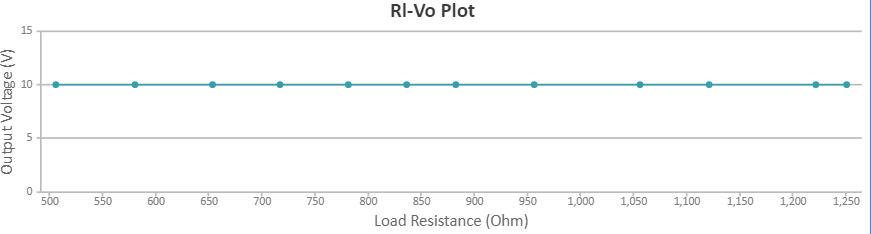 Rl-Vo Plot
15
10
5
0
Output Voltage (V)
500 550 600 650 700 750 800 850 900 950 1,000 1,050 1,100 1,150 1,200 1,250
Load Resistance (Ohm)